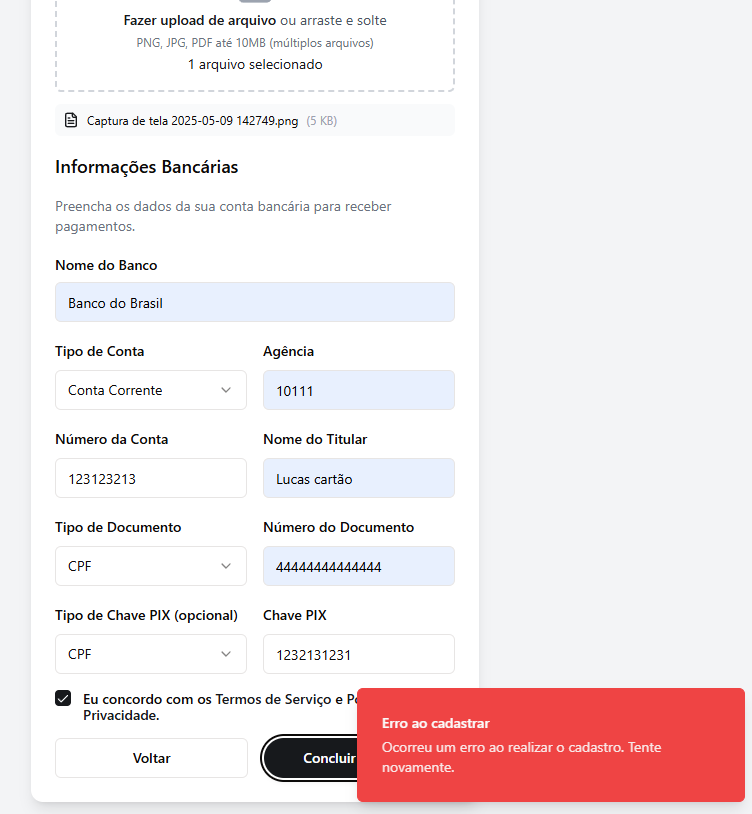 Fazer upload de arquivo ou arraste e solte
PNG, JPG, PDF até 10MB (múltiplos arquivos)
1 arquivo selecionado
Captura de tela 2025-05-09 142749.png (5 KB)
Informações Bancárias
Preencha os dados da sua conta bancária para receber
pagamentos.
Nome do Banco
Banco do Brasil
Tipo de Conta
Agência
Conta Corrente
10111
Número da Conta
Nome do Titular
123123213
Lucas cartão
Tipo de Documento
Número do Documento
CPF
44444444444444
Tipo de Chave PIX (opcional)
Chave PIX
CPF
1232131231
Eu concordo com os Termos de Serviço e
Privacidade.
Voltar
Concluir
Erro ao cadastrar
Ocorreu um erro ao realizar o cadastro. Tente
novamente.